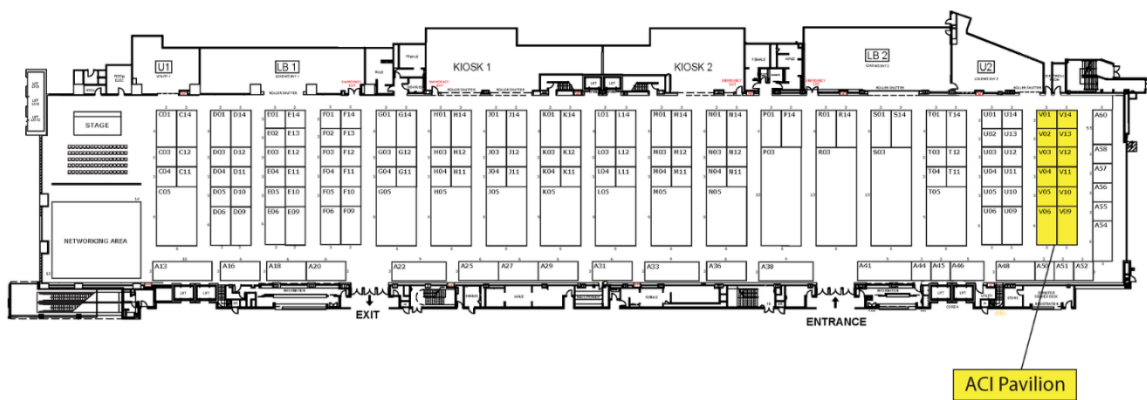 U1
LB 1
KIOSK 1
KIOSK 2
LB 2
U2
STAGE
NETWORKING AREA
C01 C14
C03 C12
C04 C11
C05
D01 D14
D03 D12
D04 D11
D05 D10
D06 D09
E01 E14
E02 E13
E03 E12
E04 E11
E05 E10
E06 E09
F01 F14
F02 F13
F03 F12
F04 F11
F05 F10
F06 F09
G01 G14
G03 G12
G04 G11
G05
H01 H14
H03 H12
H04 H11
H05
J01 J14
J03 J12
J04 J11
J05
K01 K14
K03 K12
K04 K11
K05
L01 L14
L03 L12
L04 L11
L05
M01 M14
M03 M12
M04 M11
M05
N01 N14
N03 N12
N04 N11
N05
P01 P14
P03
R01 R14
R03
S01 S14
S03
T01 T14
T03 T12
T04 T11
T05
U01 U14
U02 U13
U03 U12
U04 U11
U05 U10
U06 U09
V01 V14
V02 V13
V03 V12
V04 V11
V05 V10
V06 V09
A60
A58
A57
A56
A55
A54
A13 A16 A18 A20 A22 A25 A27 A29 A31 A33 A36 A38 A41 A44 A45 A46 A48 A50 A51 A52
EXIT
ENTRANCE
ACI Pavilion